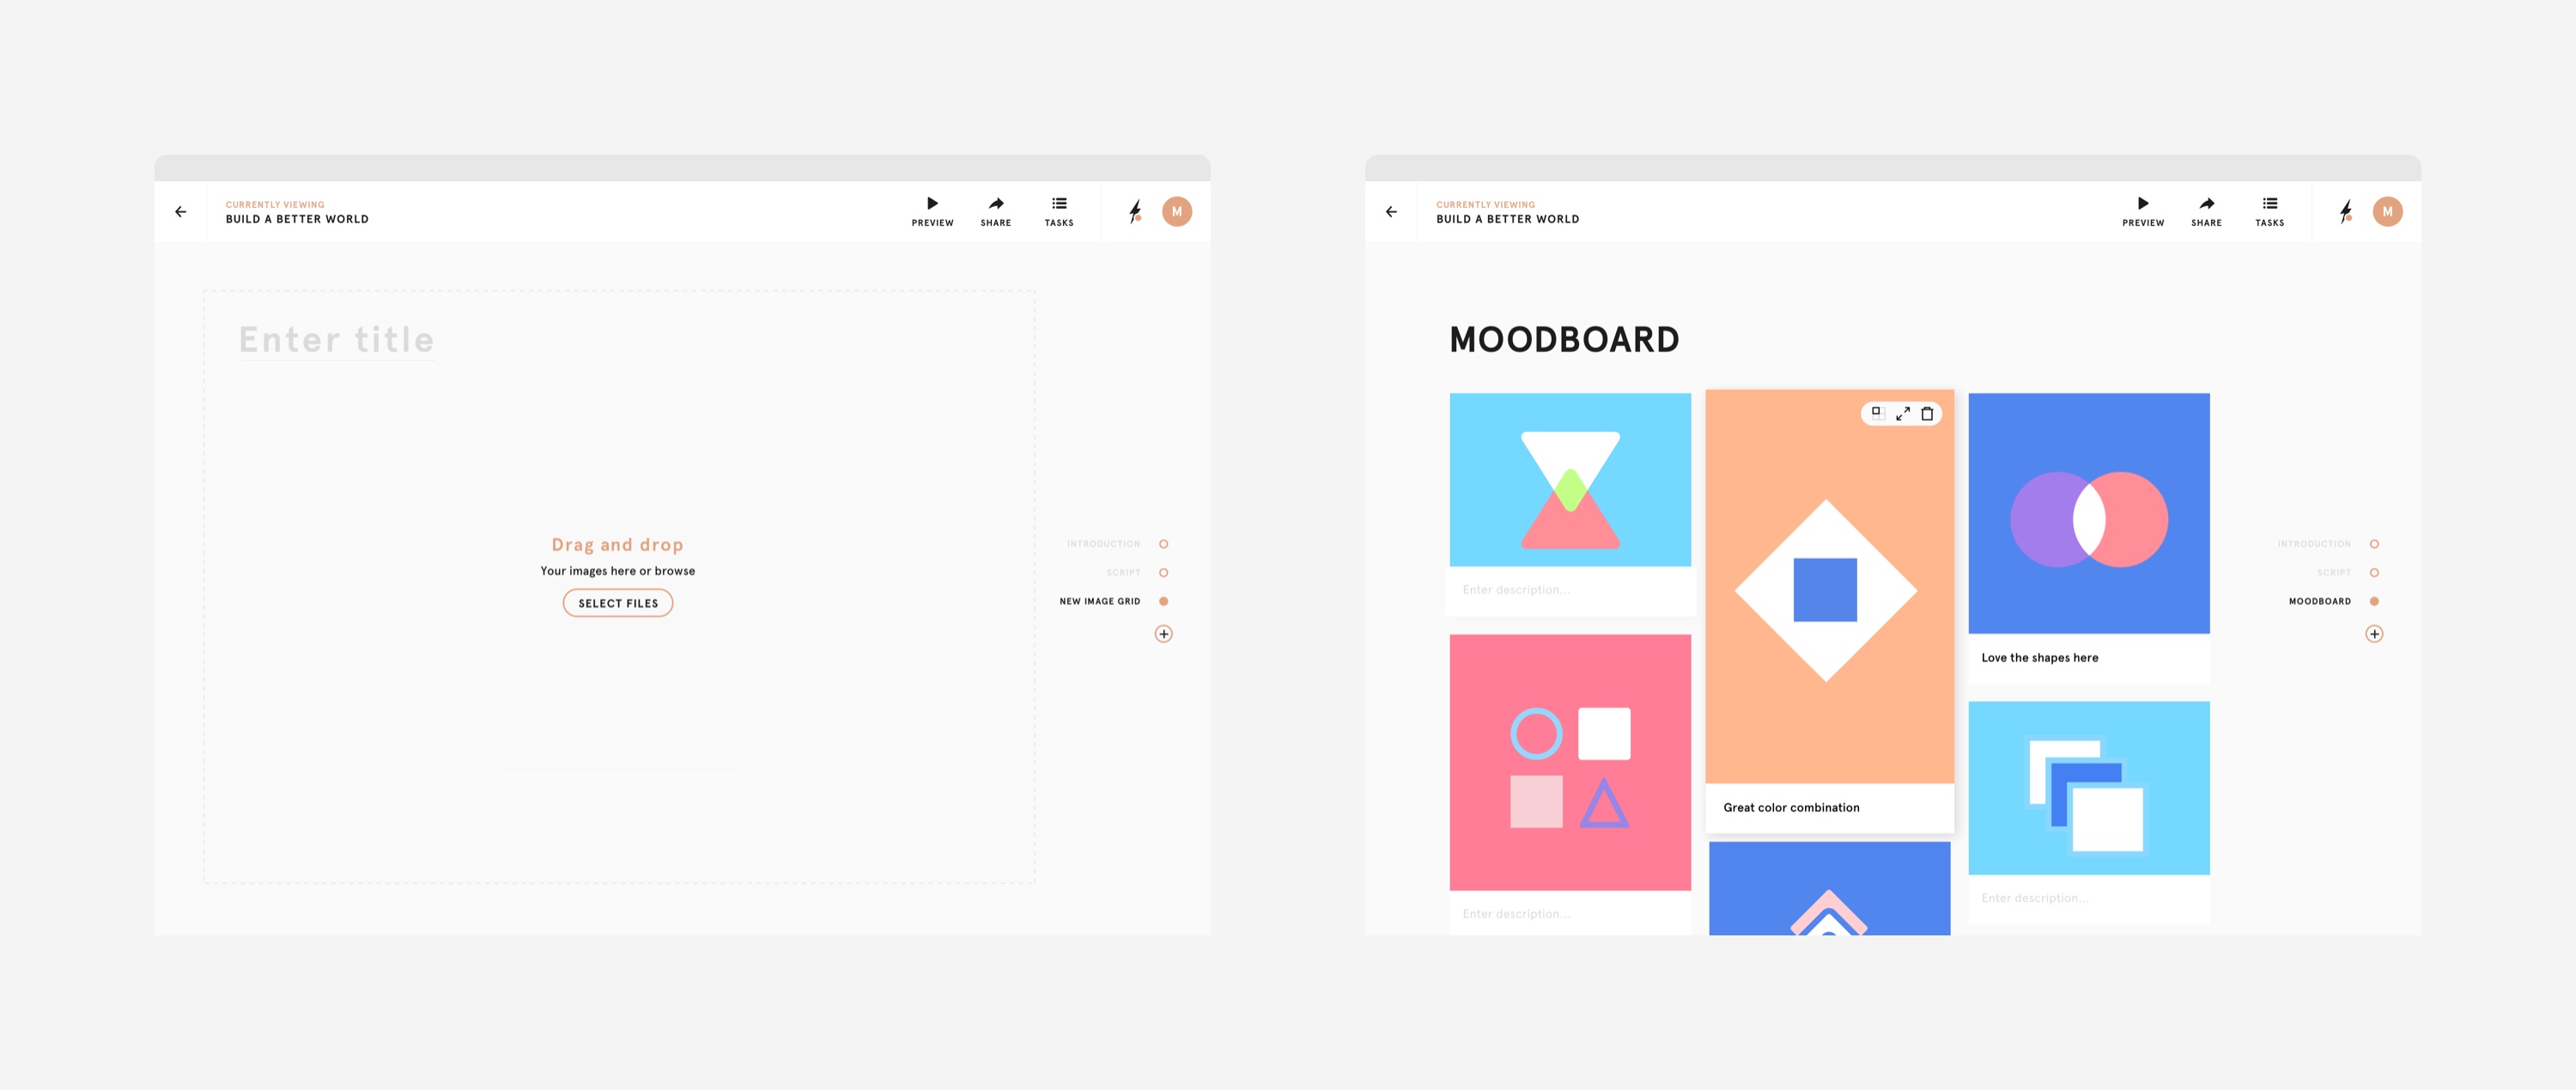 CURRENTLY VIEWING
BUILD A BETTER WORLD
PREVIEW
SHARE
TASKS
M
Enter title
Drag and drop
Your images here or browse
SELECT FILES
INTRODUCTION
SCRIPT
NEW IMAGE GRID
CURRENTLY VIEWING
BUILD A BETTER WORLD
PREVIEW
SHARE
TASKS
M
MOODBOARD
Enter description...
Enter description...
Great color combination
Love the shapes here
Enter description...
INTRODUCTION
SCRIPT
MOODBOARD